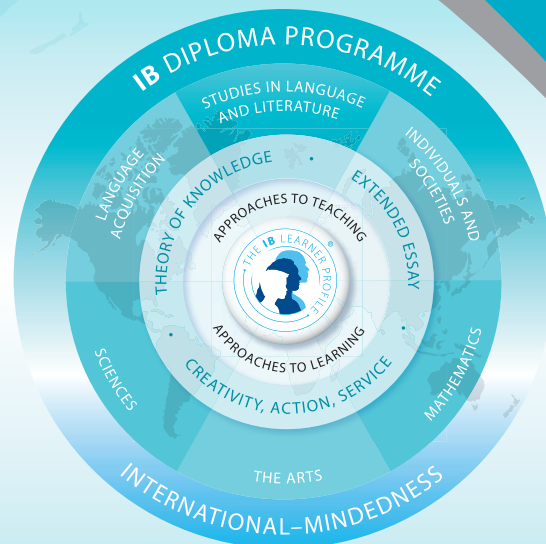 IB DIPLOMA PROGRAMME
STUDIES IN LANGUAGE
AND LITERATURE
LANGUAGE
ACQUISITION
INDIVIDUALS AND
SOCIETIES
THEORY OF KNOWLEDGE
EXTENDED ESSAY
APPROACHES TO TEACHING
• THE IB LEARNER PROFILE •
®
APPROACHES TO LEARNING
CREATIVITY, ACTION, SERVICE
SCIENCES
MATHEMATICS
THE ARTS
INTERNATIONAL–MINDEDNESS